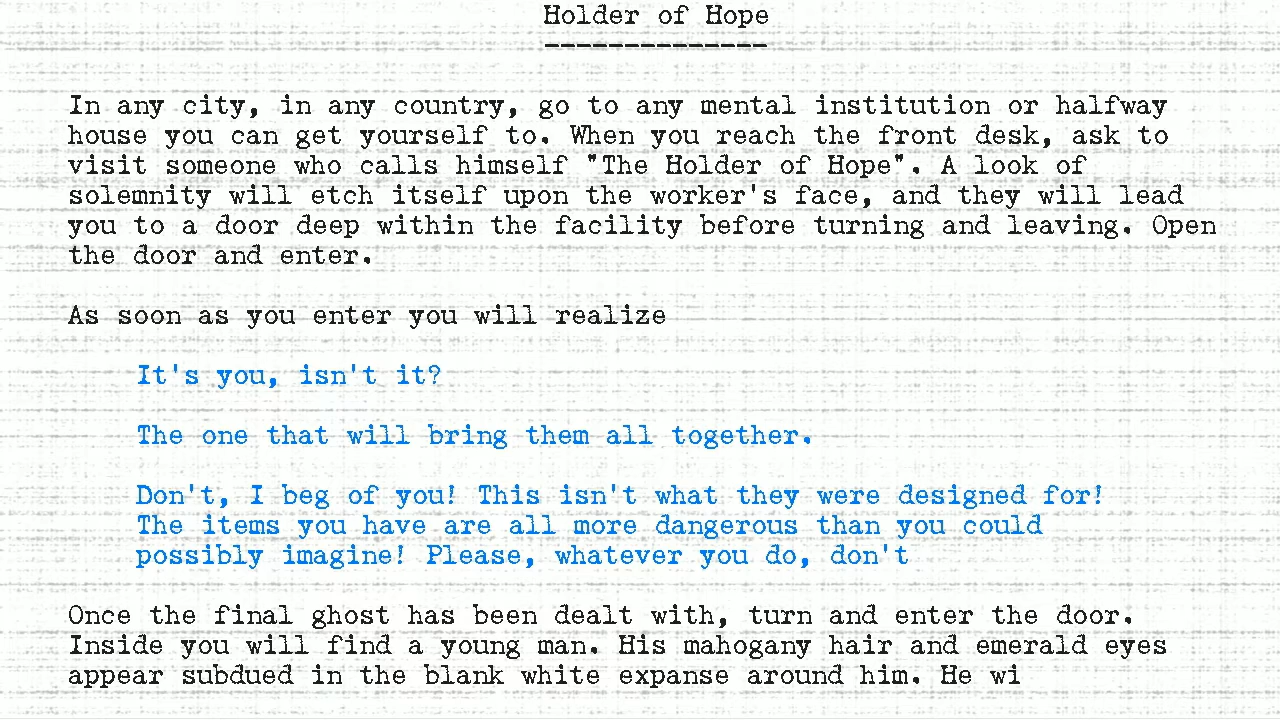 Holder of Hope
--------------
In any city, in any country, go to any mental institution or halfway
house you can get yourself to. When you reach the front desk, ask to
visit someone who calls himself "The Holder of Hope". A look of
solemnity will etch itself upon the worker's face, and they will lead
you to a door deep within the facility before turning and leaving. Open
the door and enter.
As soon as you enter you will realize
It's you, isn't it?
The one that will bring them all together.
Don't, I beg of you! This isn't what they were designed for!
The items you have are all more dangerous than you could
possibly imagine! Please, whatever you do, don't
Once the final ghost has been dealt with, turn and enter the door.
Inside you will find a young man. His mahogany hair and emerald eyes
appear subdued in the blank white expanse around him. He wi